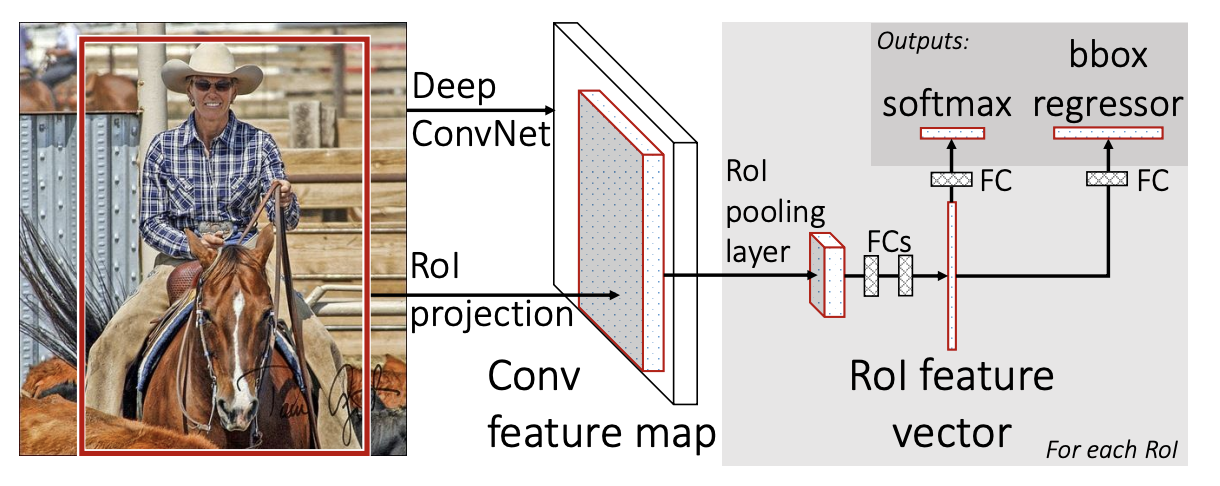 Deep
ConvNet
RoI
projection
Conv
feature map
RoI
pooling
layer
FCs
RoI feature
vector
For each RoI
Outputs:
softmax
bbox
regressor
FC
FC